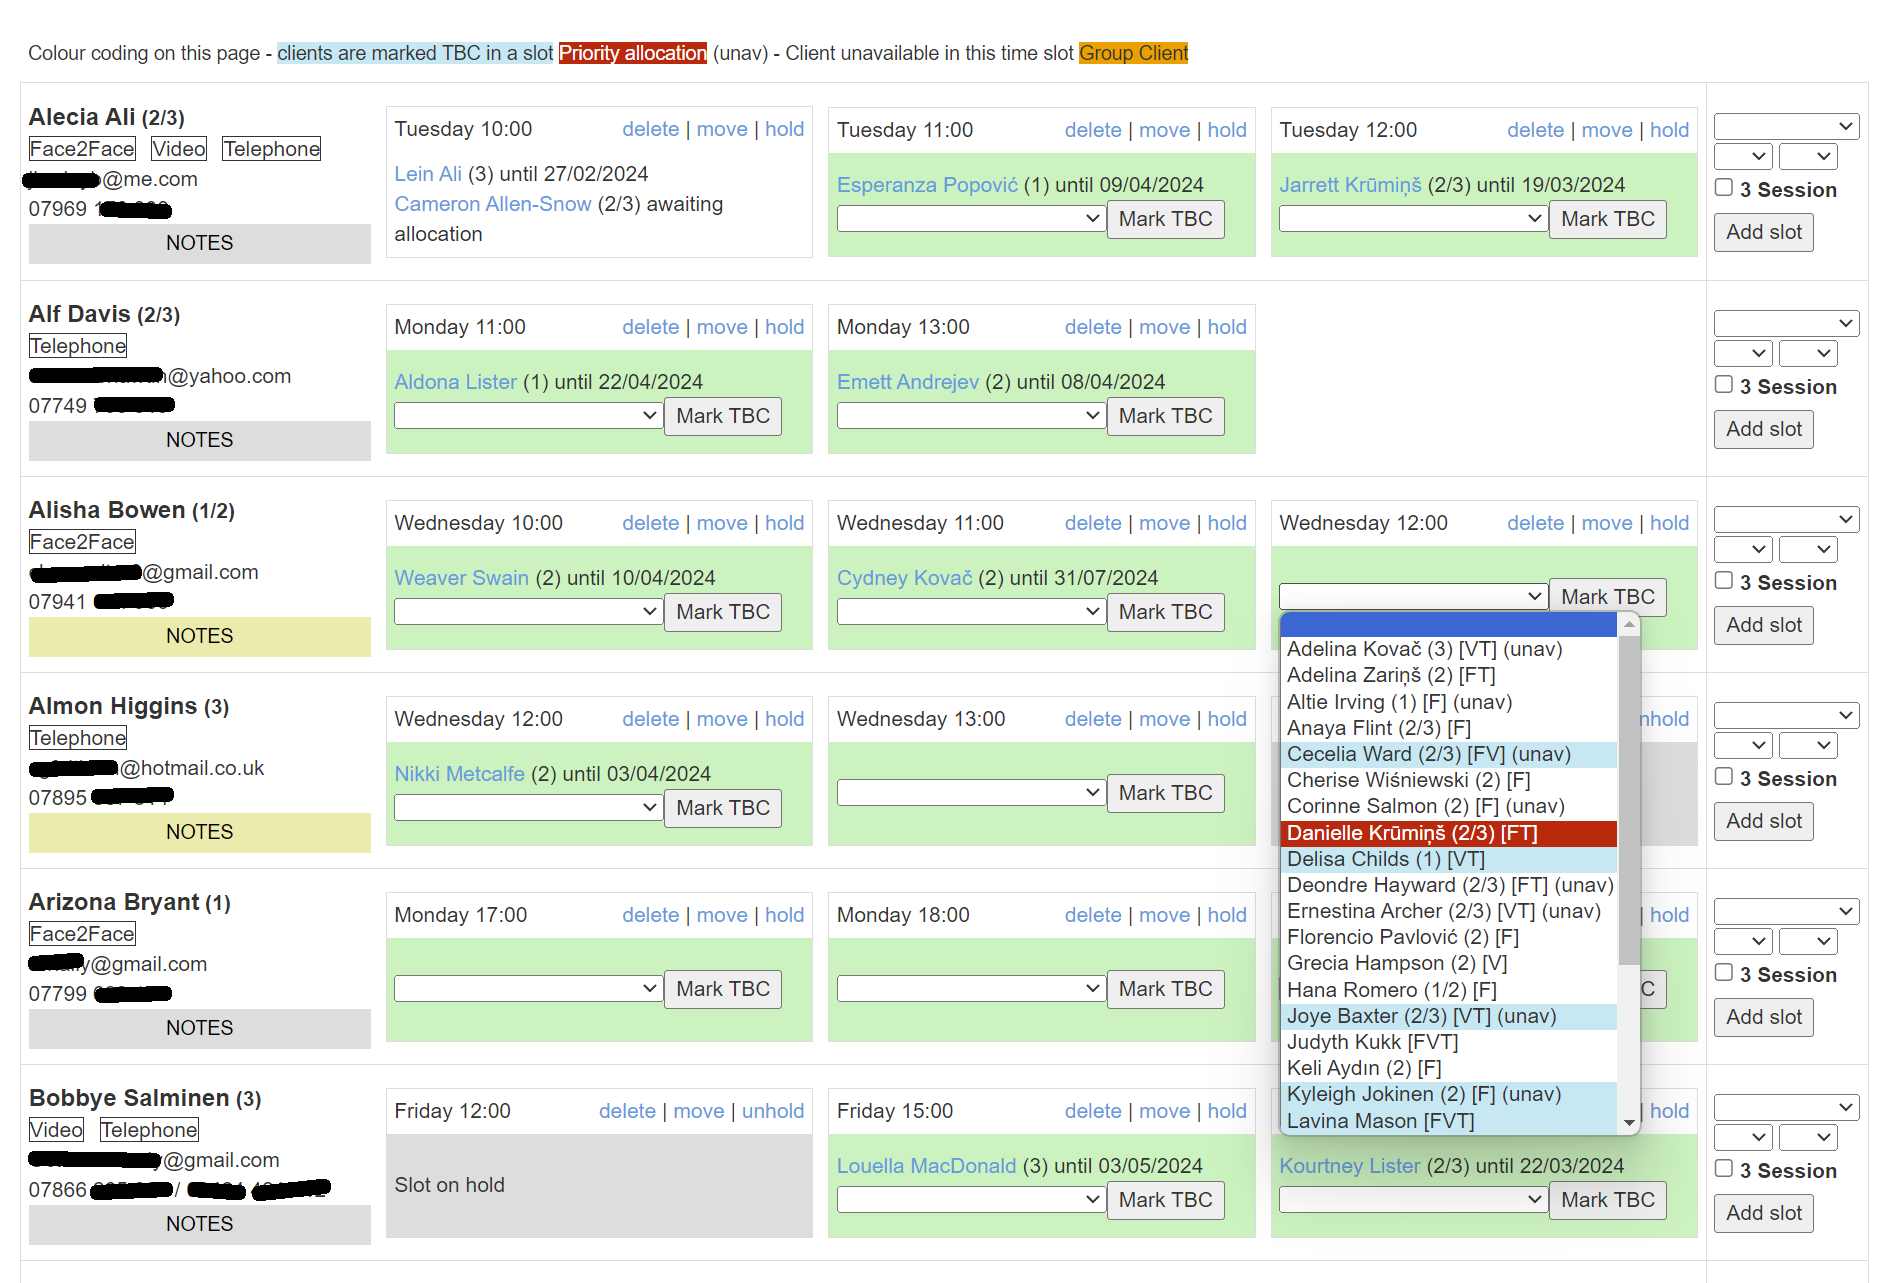 Colour coding on this page - clients are marked TBC in a slot Priority allocation (unav) - Client unavailable in this time slot Group Client
Alecia Ali (2/3)
Face2Face Video Telephone
@me.com
07969
NOTES
Tuesday 10:00 delete | move | hold
Lein Ali (3) until 27/02/2024
Cameron Allen-Snow (2/3) awaiting
allocation
Tuesday 11:00 delete | move | hold
Esperanza Popović (1) until 09/04/2024
Mark TBC
Tuesday 12:00 delete | move | hold
Jarrett Krūmiņš (2/3) until 19/03/2024
Mark TBC
3 Session
Add slot
Alf Davis (2/3)
Telephone
@yahoo.com
07749
NOTES
Monday 11:00 delete | move | hold
Aldona Lister (1) until 22/04/2024
Mark TBC
Monday 13:00 delete | move | hold
Emett Andrejev (2) until 08/04/2024
Mark TBC
3 Session
Add slot
Alisha Bowen (1/2)
Face2Face
@gmail.com
07941
NOTES
Wednesday 10:00 delete | move | hold
Weaver Swain (2) until 10/04/2024
Mark TBC
Wednesday 11:00 delete | move | hold
Cydney Kovač (2) until 31/07/2024
Mark TBC
Wednesday 12:00 delete | move | hold
Mark TBC
Adelina Kovač (3) [VT] (unav)
Adelina Zariņš (2) [FT]
Altie Irving (1) [F] (unav)
Anaya Flint (2/3) [F]
Cecelia Ward (2/3) [FV] (unav)
Cherise Wiśniewski (2) [F]
Corinne Salmon (2) [F] (unav)
Danielle Krūmiņš (2/3) [FT]
Delisa Childs (1) [VT]
Deondre Hayward (2/3) [FT] (unav)
Ernestina Archer (2/3) [VT] (unav)
Florencio Pavlović (2) [F]
Grecia Hampson (2) [V]
Hana Romero (1/2) [F]
Joye Baxter (2/3) [VT] (unav)
Judyth Kukk [FVT]
Keli Aydın (2) [F]
Kyleigh Jokinen (2) [F] (unav)
Lavina Mason [FVT]
3 Session
Add slot
Almon Higgins (3)
Telephone
@hotmail.co.uk
07895
NOTES
Wednesday 12:00 delete | move | hold
Nikki Metcalfe (2) until 03/04/2024
Mark TBC
Wednesday 13:00 delete | move | hold
Mark TBC
nhold
3 Session
Add slot
Arizona Bryant (1)
Face2Face
y@gmail.com
07799
NOTES
Monday 17:00 delete | move | hold
Mark TBC
Monday 18:00 delete | move | hold
Mark TBC
| hold
C
3 Session
Add slot
Bobbye Salminen (3)
Video Telephone
@gmail.com
07866 /
NOTES
Friday 12:00 delete | move | unhold
Slot on hold
Friday 15:00 delete | move | hold
Louella MacDonald (3) until 03/05/2024
Mark TBC
| hold
Kourtney Lister (2/3) until 22/03/2024
Mark TBC
3 Session
Add slot